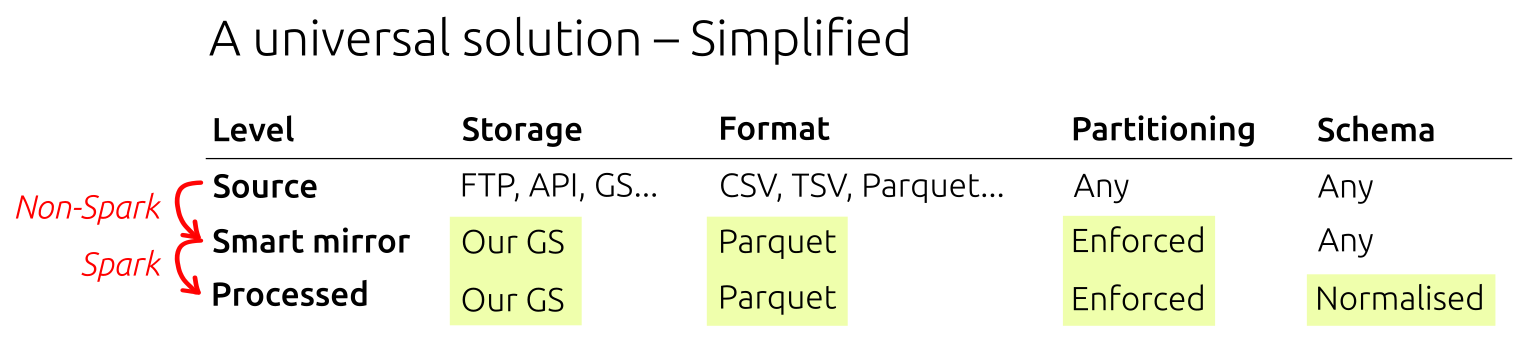 A universal solution – Simplified
Level Storage Format Partitioning Schema
Source FTP, API, GS... CSV, TSV, Parquet... Any Any
Non-Spark
Smart mirror Our GS Parquet Enforced Any
Spark
Processed Our GS Parquet Enforced Normalised